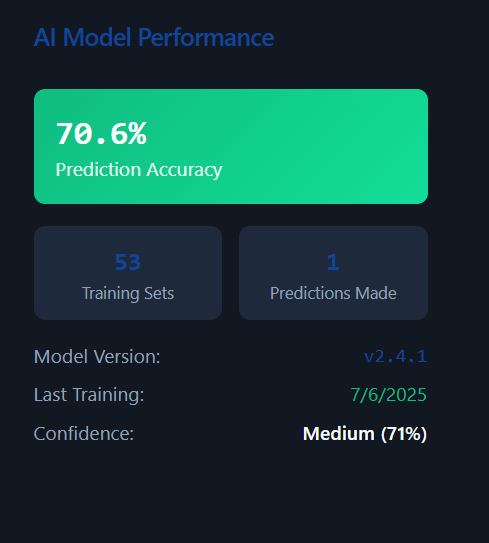 AI Model Performance
70.6%
Prediction Accuracy
53
Training Sets
1
Predictions Made
Model Version: v2.4.1
Last Training: 7/6/2025
Confidence: Medium (71%)